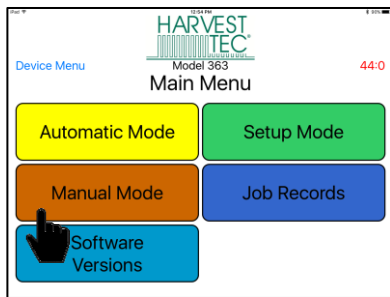 iPad
12:54 PM
30%
HARVEST
TEC
Device Menu
Model 363
44:0
Main Menu
Automatic Mode
Setup Mode
Manual Mode
Job Records
Software
Versions